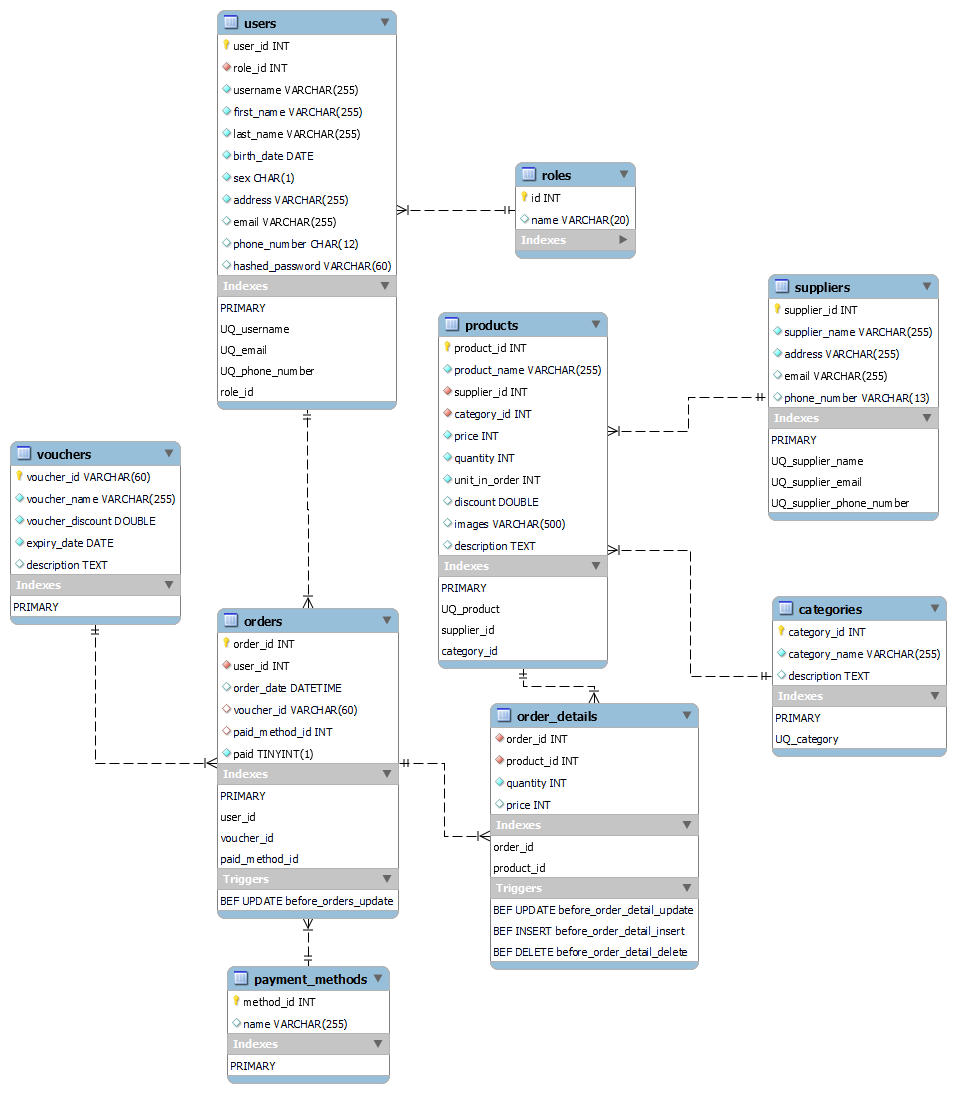 users
user_id INT
role_id INT
username VARCHAR(255)
first_name VARCHAR(255)
last_name VARCHAR(255)
birth_date DATE
sex CHAR(1)
address VARCHAR(255)
email VARCHAR(255)
phone_number CHAR(12)
hashed_password VARCHAR(60)
Indexes
PRIMARY
UQ_username
UQ_email
UQ_phone_number
role_id
roles
id INT
name VARCHAR(20)
Indexes
suppliers
supplier_id INT
supplier_name VARCHAR(255)
address VARCHAR(255)
email VARCHAR(255)
phone_number VARCHAR(13)
Indexes
PRIMARY
UQ_supplier_name
UQ_supplier_email
UQ_supplier_phone_number
products
product_id INT
product_name VARCHAR(255)
supplier_id INT
category_id INT
price INT
quantity INT
unit_in_order INT
discount DOUBLE
images VARCHAR(500)
description TEXT
Indexes
PRIMARY
UQ_product
supplier_id
category_id
vouchers
voucher_id VARCHAR(60)
voucher_name VARCHAR(255)
voucher_discount DOUBLE
expiry_date DATE
description TEXT
Indexes
PRIMARY
categories
category_id INT
category_name VARCHAR(255)
description TEXT
Indexes
PRIMARY
UQ_category
orders
order_id INT
user_id INT
order_date DATETIME
voucher_id VARCHAR(60)
paid_method_id INT
paid TINYINT(1)
Indexes
PRIMARY
user_id
voucher_id
paid_method_id
Triggers
BEF UPDATE before_orders_update
order_details
order_id INT
product_id INT
quantity INT
price INT
Indexes
order_id
product_id
Triggers
BEF UPDATE before_order_detail_update
BEF INSERT before_order_detail_insert
BEF DELETE before_order_detail_delete
payment_methods
method_id INT
name VARCHAR(255)
Indexes
PRIMARY